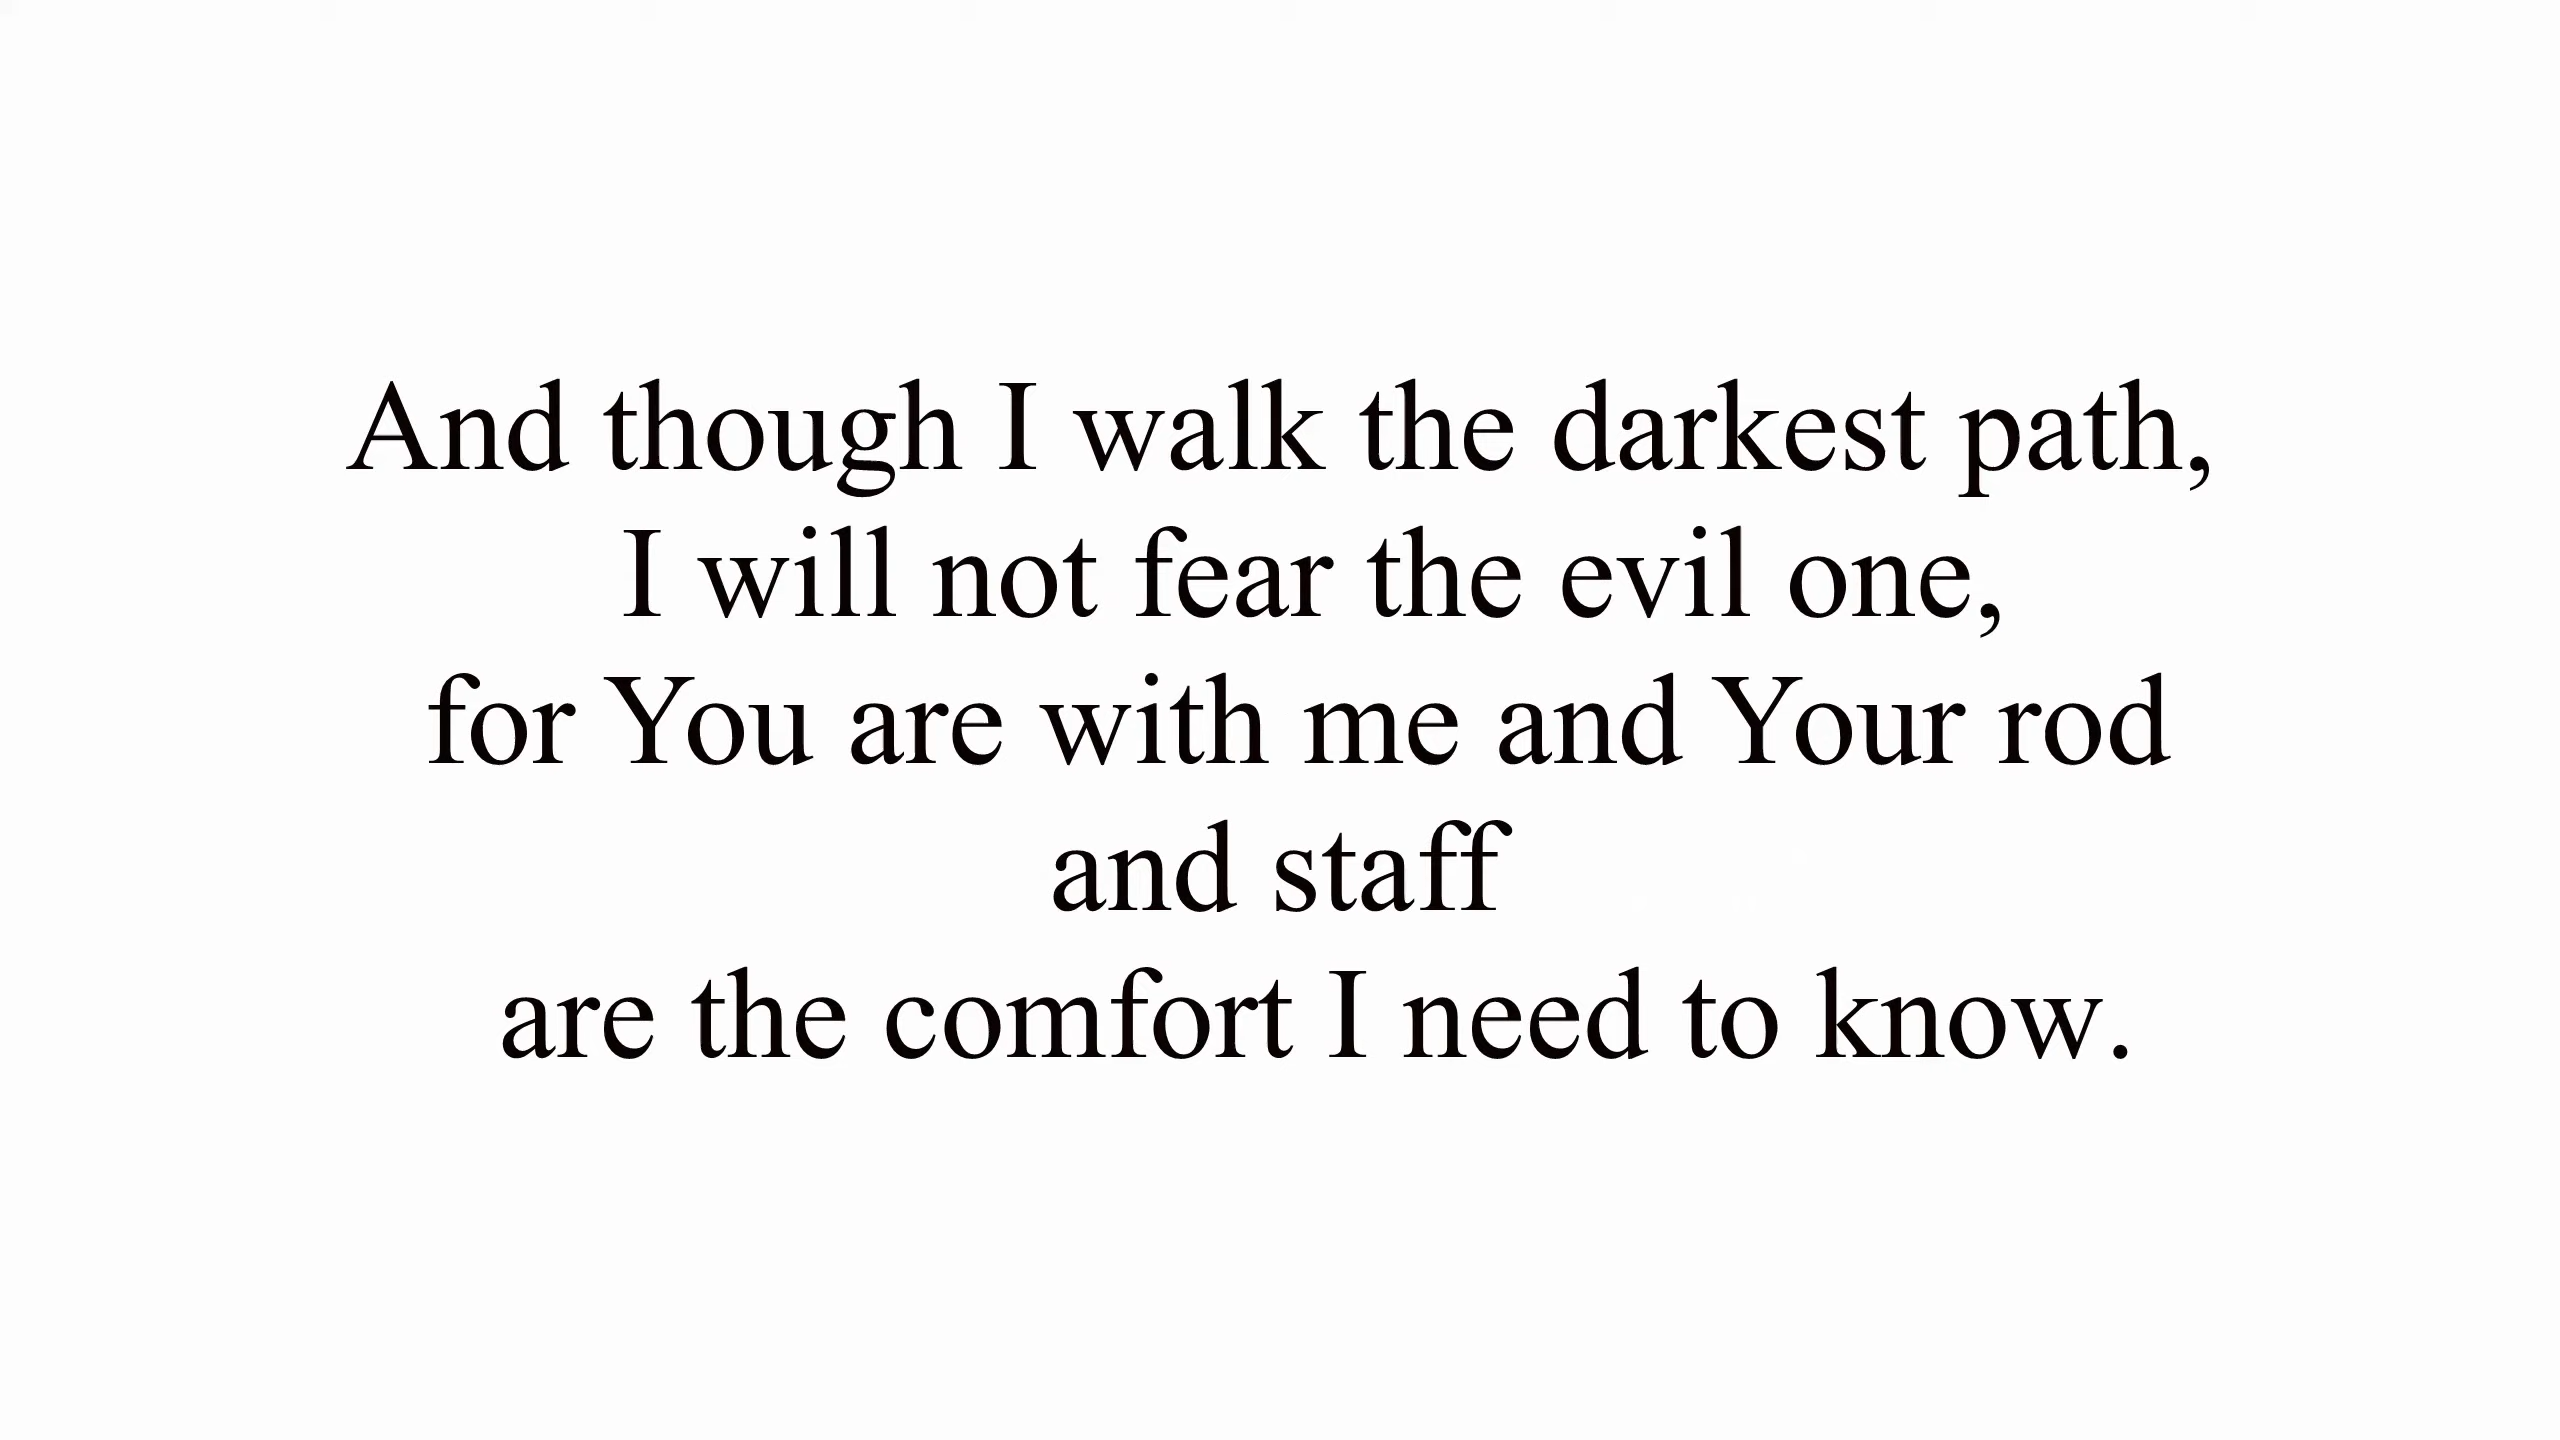 And though I walk the darkest path,
I will not fear the evil one,
for You are with me and Your rod
and staff
are the comfort I need to know.